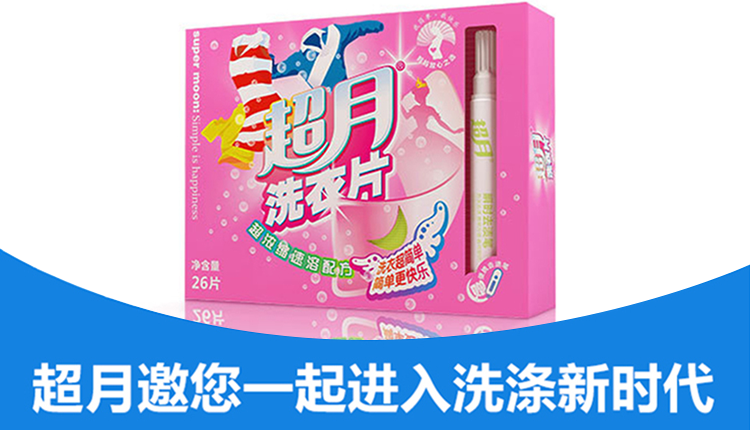 super moon: Simple is happiness
超月
洗衣片
超浓缩速溶配方
洗衣超简单
简单更快乐
净含量
26片
超月
超月邀您一起进入洗涤新时代